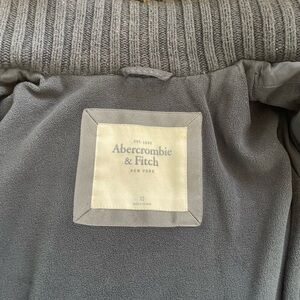 EST. 1892
Abercrombie
& Fitch
NEW YORK